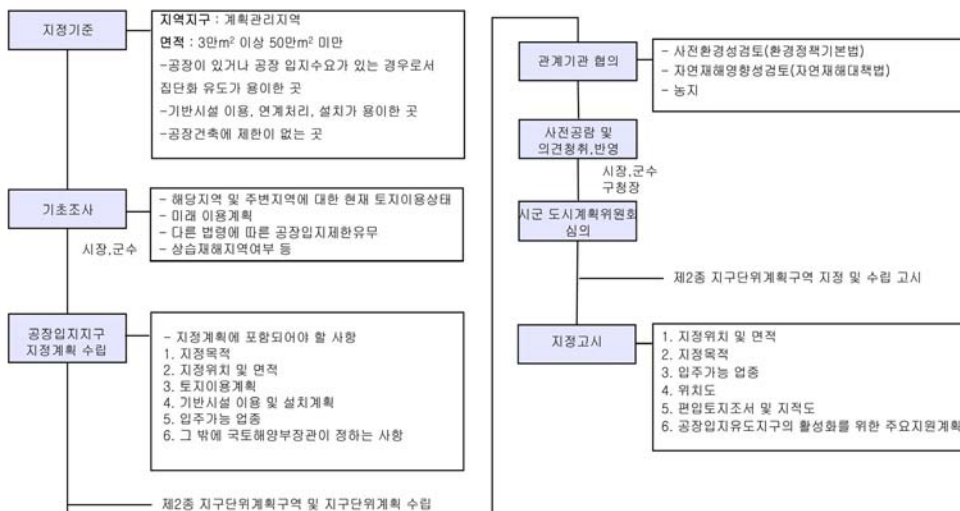 지정기준
지역지구 : 계획관리지역
면적 : 3만m² 이상 50만m² 미만
-공장이 있거나 공장 입지수요가 있는 경우로서
집단화 유도가 용이한 곳
-기반시설 이용, 연계처리, 설치가 용이한 곳
-공장건축에 제한이 없는 곳
기초조사
시장,군수
- 해당지역 및 주변지역에 대한 현재 토지이용상태
- 미래 이용계획
- 다른 법령에 따른 공장입지제한유무
- 상습재해지역여부 등
공장입지지구
지정계획 수립
- 지정계획에 포함되어야 할 사항
1. 지정목적
2. 지정위치 및 면적
3. 토지이용계획
4. 기반시설 이용 및 설치계획
5. 입주가능 업종
6. 그 밖에 국토해양부장관이 정하는 사항
제2종 지구단위계획구역 및 지구단위계획 수립
관계기관 협의
- 사전환경성검토(환경정책기본법)
- 자연재해영향성검토(자연재해대책법)
- 농지
사전공람 및
의견청취,반영
시장,군수
구청장
시군 도시계획위원회
심의
제2종 지구단위계획구역 지정 및 수립 고시
지정고시
1. 지정위치 및 면적
2. 지정목적
3. 입주가능 업종
4. 위치도
5. 편입토지조서 및 지적도
6. 공장입지유도지구의 활성화를 위한 주요지원계획